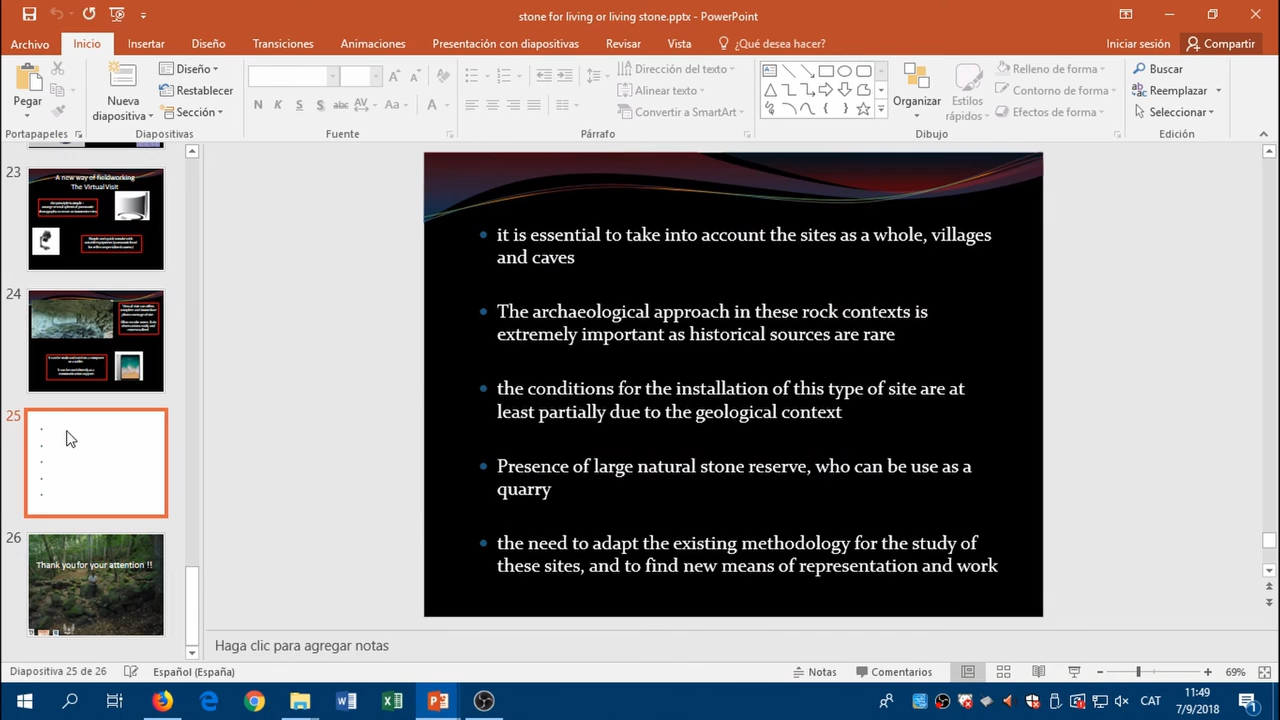 stone for living or living stone.pptx - PowerPoint
Archivo Inicio Insertar Diseño Transiciones Animaciones Presentación con diapositivas Revisar Vista ¿Qué desea hacer? Iniciar sesión Compartir
Pegar
Nueva diapositiva
Diseño
Restablecer
Sección
N K S S abc AV Aa A
Dirección del texto
Alinear texto
Convertir a SmartArt
Organizar
Estilos rápidos
Relleno de forma
Contorno de forma
Efectos de forma
Buscar
Reemplazar
Seleccionar
Portapapeles Diapositivas Fuente Párrafo Dibujo Edición
23
A new way of fieldworking
The Virtual Visit
24
25
26
Thank you for your attention !!
it is essential to take into account the area as a whole, villages
and caves
The archaeological approach in these rock contexts is
extremely important as historical sources are rare
the conditions for the installation of this type of site are at
least partially due to the geological context
Presence of large natural stone reserve, who can be use as a
quarry
the need to adapt the existing methodology for the study of
these sites, and to find new means of representation and work
Haga clic para agregar notas
Diapositiva 25 de 26 Español (España) Notas Comentarios 69%
CAT
11:49
7/9/2018